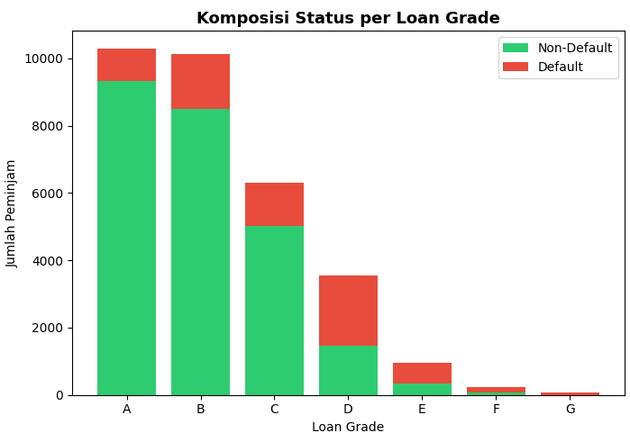 Komposisi Status per Loan Grade
Non-Default
Default
Jumlah Peminjam
10000
8000
6000
4000
2000
0
A B C D E F G
Loan Grade